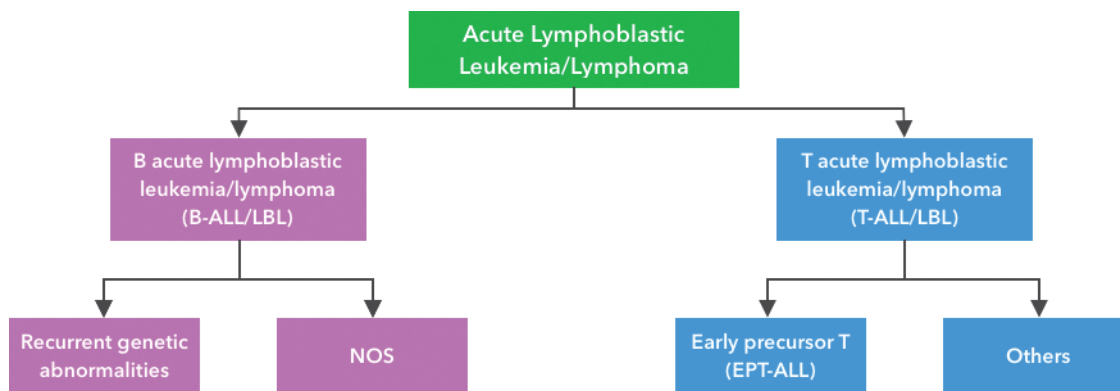 Acute Lymphoblastic
Leukemia/Lymphoma
B acute lymphoblastic
leukemia/lymphoma
(B-ALL/LBL)
T acute lymphoblastic
leukemia/lymphoma
(T-ALL/LBL)
Recurrent genetic
abnormalities
NOS
Early precursor T
(EPT-ALL)
Others